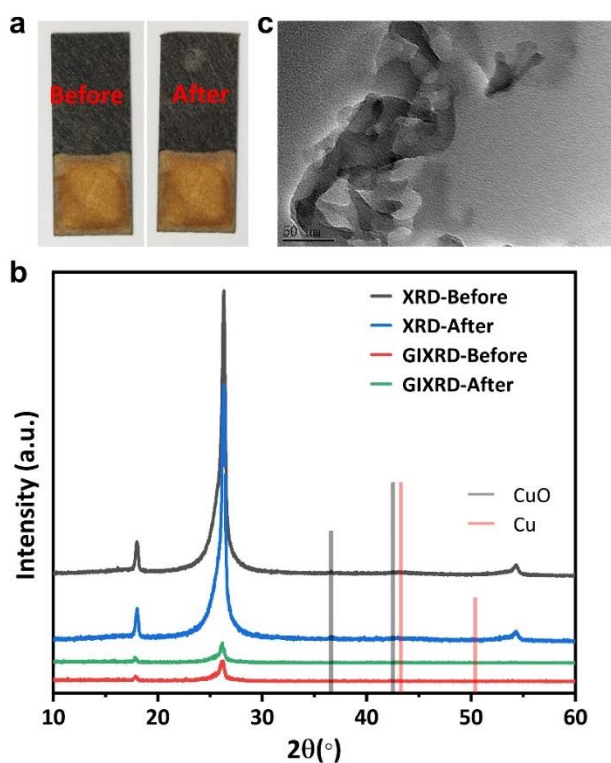 a
Before
After
c
50 nm
b
XRD-Before
XRD-After
GIXRD-Before
GIXRD-After
CuO
Cu
Intensity (a.u.)
10 20 30 40 50 60
2θ(°)